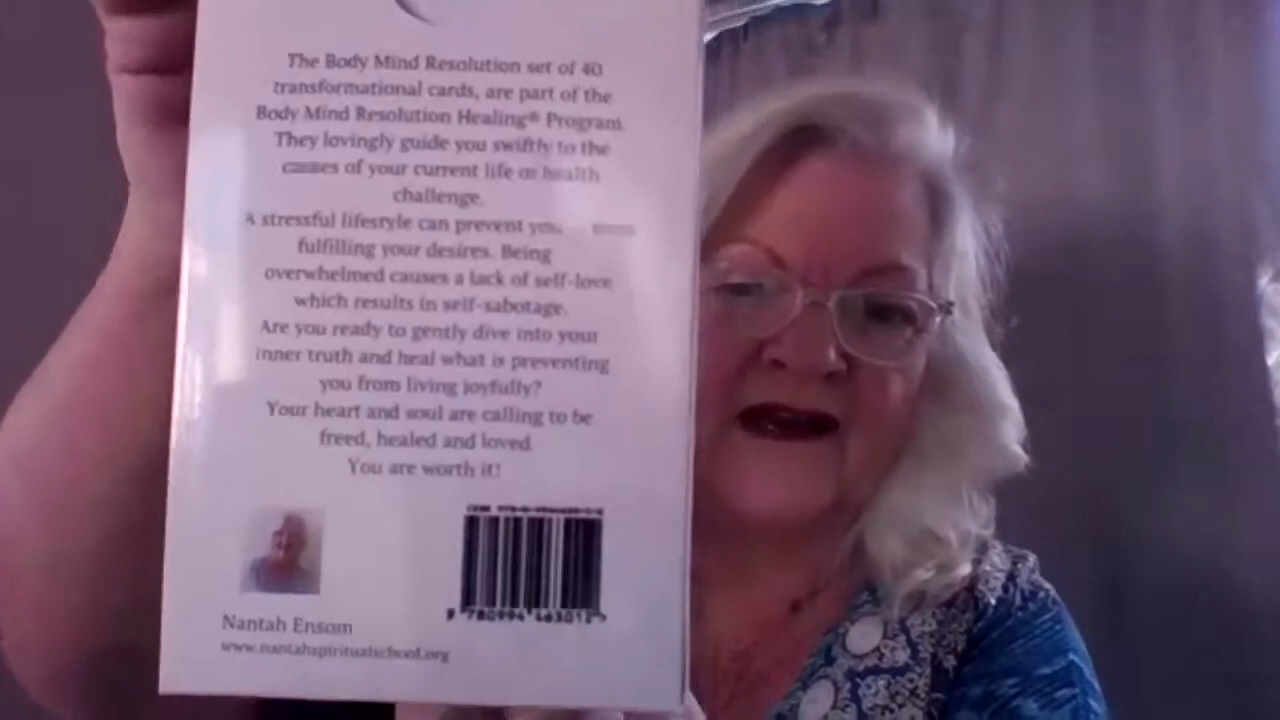 The Body Mind Resolution set of 40
transformational cards, are part of the
Body Mind Resolution Healing® Program.
They lovingly guide you swiftly to the
causes of your current life or health
challenge.
A stressful lifestyle can prevent you
fulfilling your desires. Being
overwhelmed causes a lack of self-love
which results in self-sabotage.
Are you ready to gently dive into your
inner truth and heal what is preventing
you from living joyfully?
Your heart and soul are calling to be
freed, healed and loved.
You are worth it!
Nantah Ensom
www.nantahspiritualschool.org